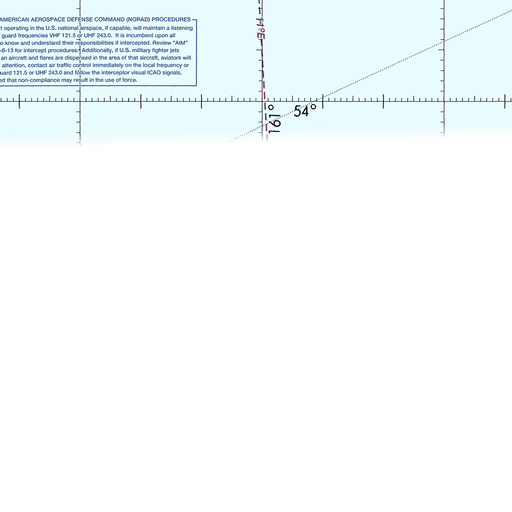 AMERICAN AEROSPACE DEFENSE COMMAND (NORAD) PROCEDURES
t operating in the U.S. national airspace, if capable, will maintain a listening
guard frequencies VHF 121.5 or UHF 243.0. It is incumbent upon all
o know and understand their responsibilities if intercepted. Review "AIM"
-6-13 for intercept procedures. Additionally, if U.S. military fighter jets
an aircraft and flares are dispensed in the area of that aircraft, aviators will
attention, contact air traffic control immediately on the local frequency or
uard 121.5 or UHF 243.0 and follow the interceptor visual ICAO signals.
ed that non-compliance may result in the use of force.
161°
54°